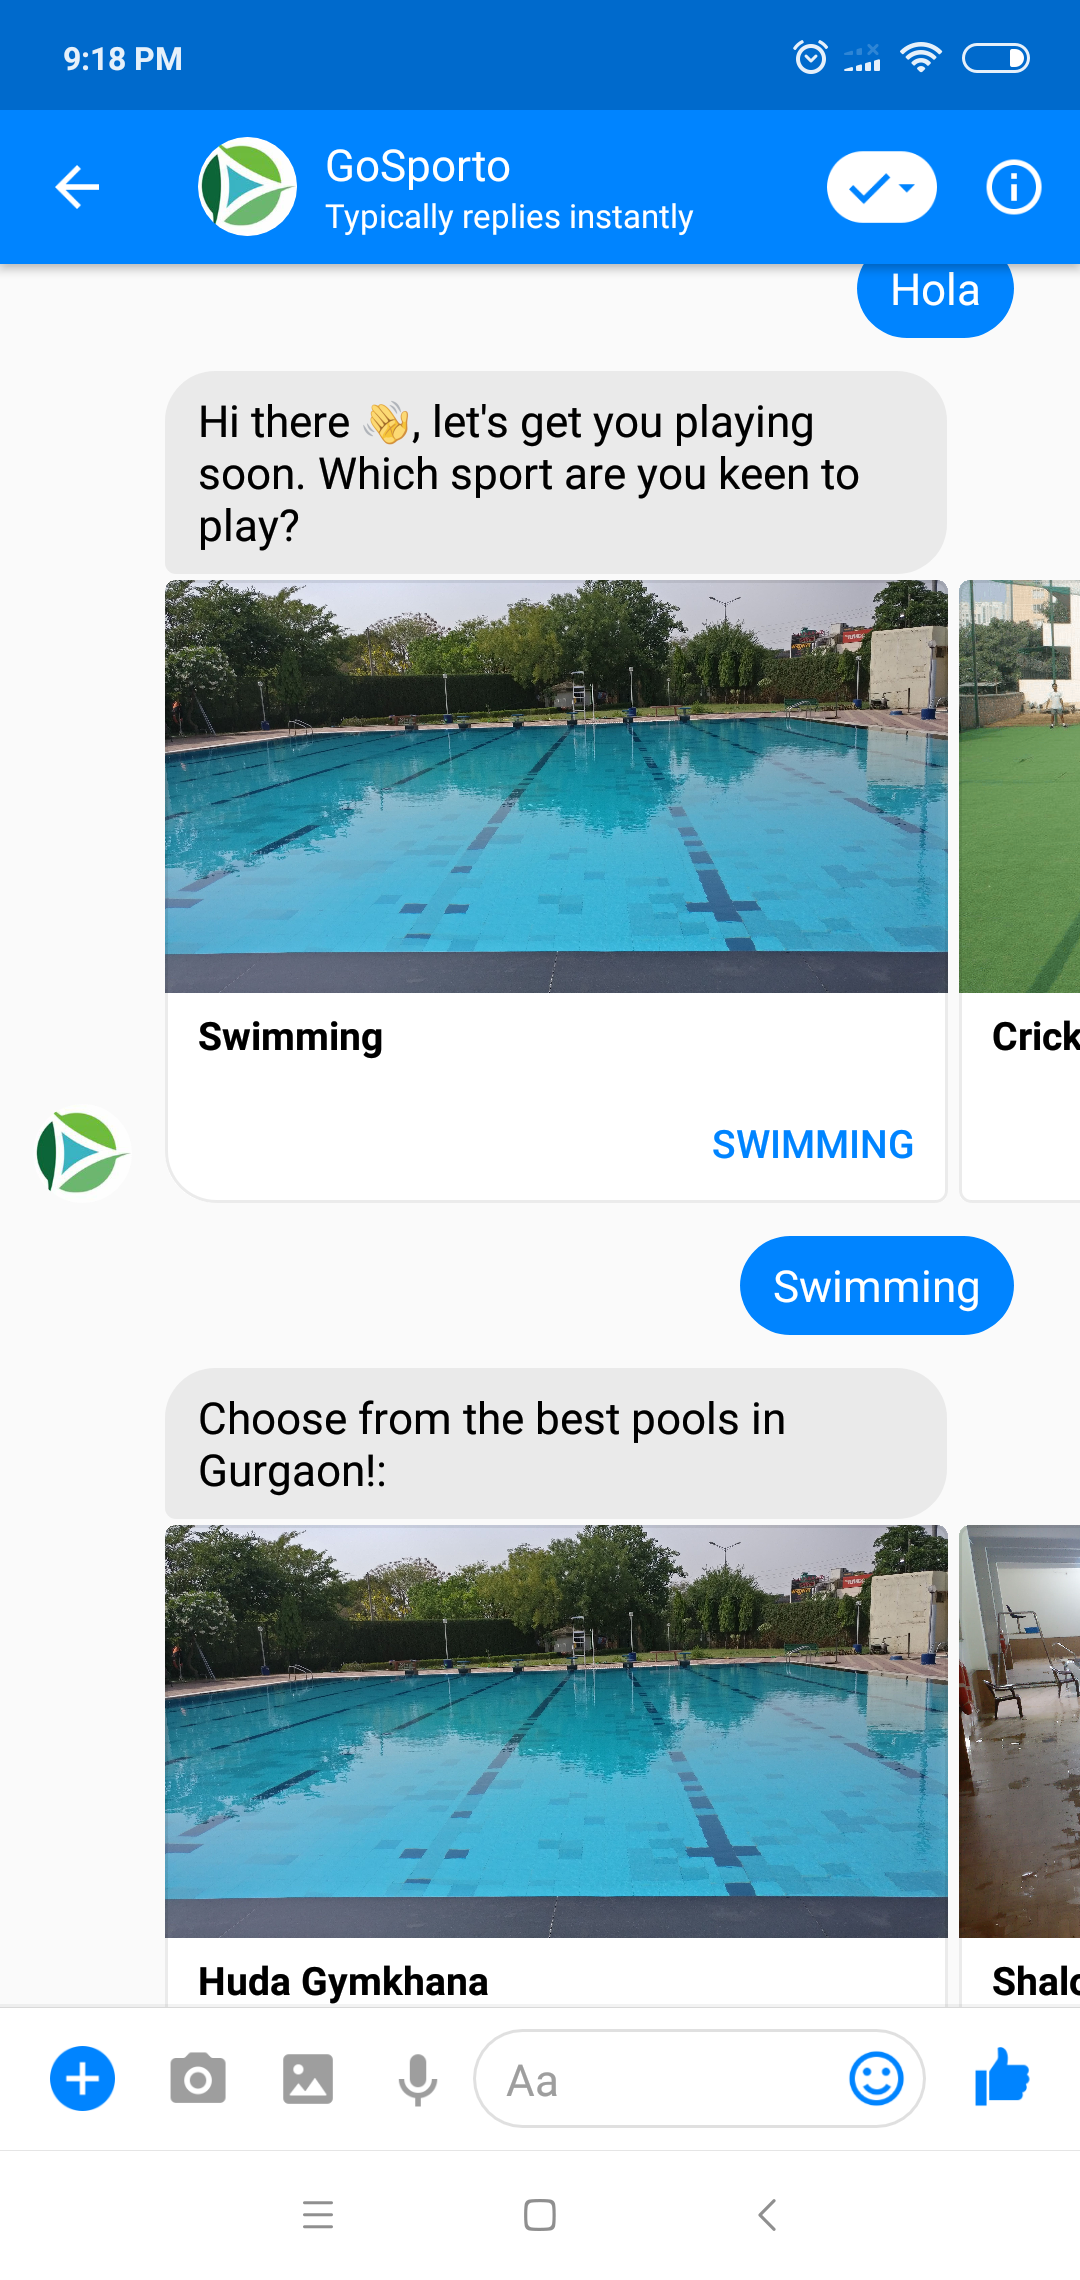 9:18 PM
GoSporto
Typically replies instantly
Hola
Hi there 👋, let's get you playing
soon. Which sport are you keen to
play?
Swimming
Crick
SWIMMING
Swimming
Choose from the best pools in
Gurgaon!:
Huda Gymkhana
Aa